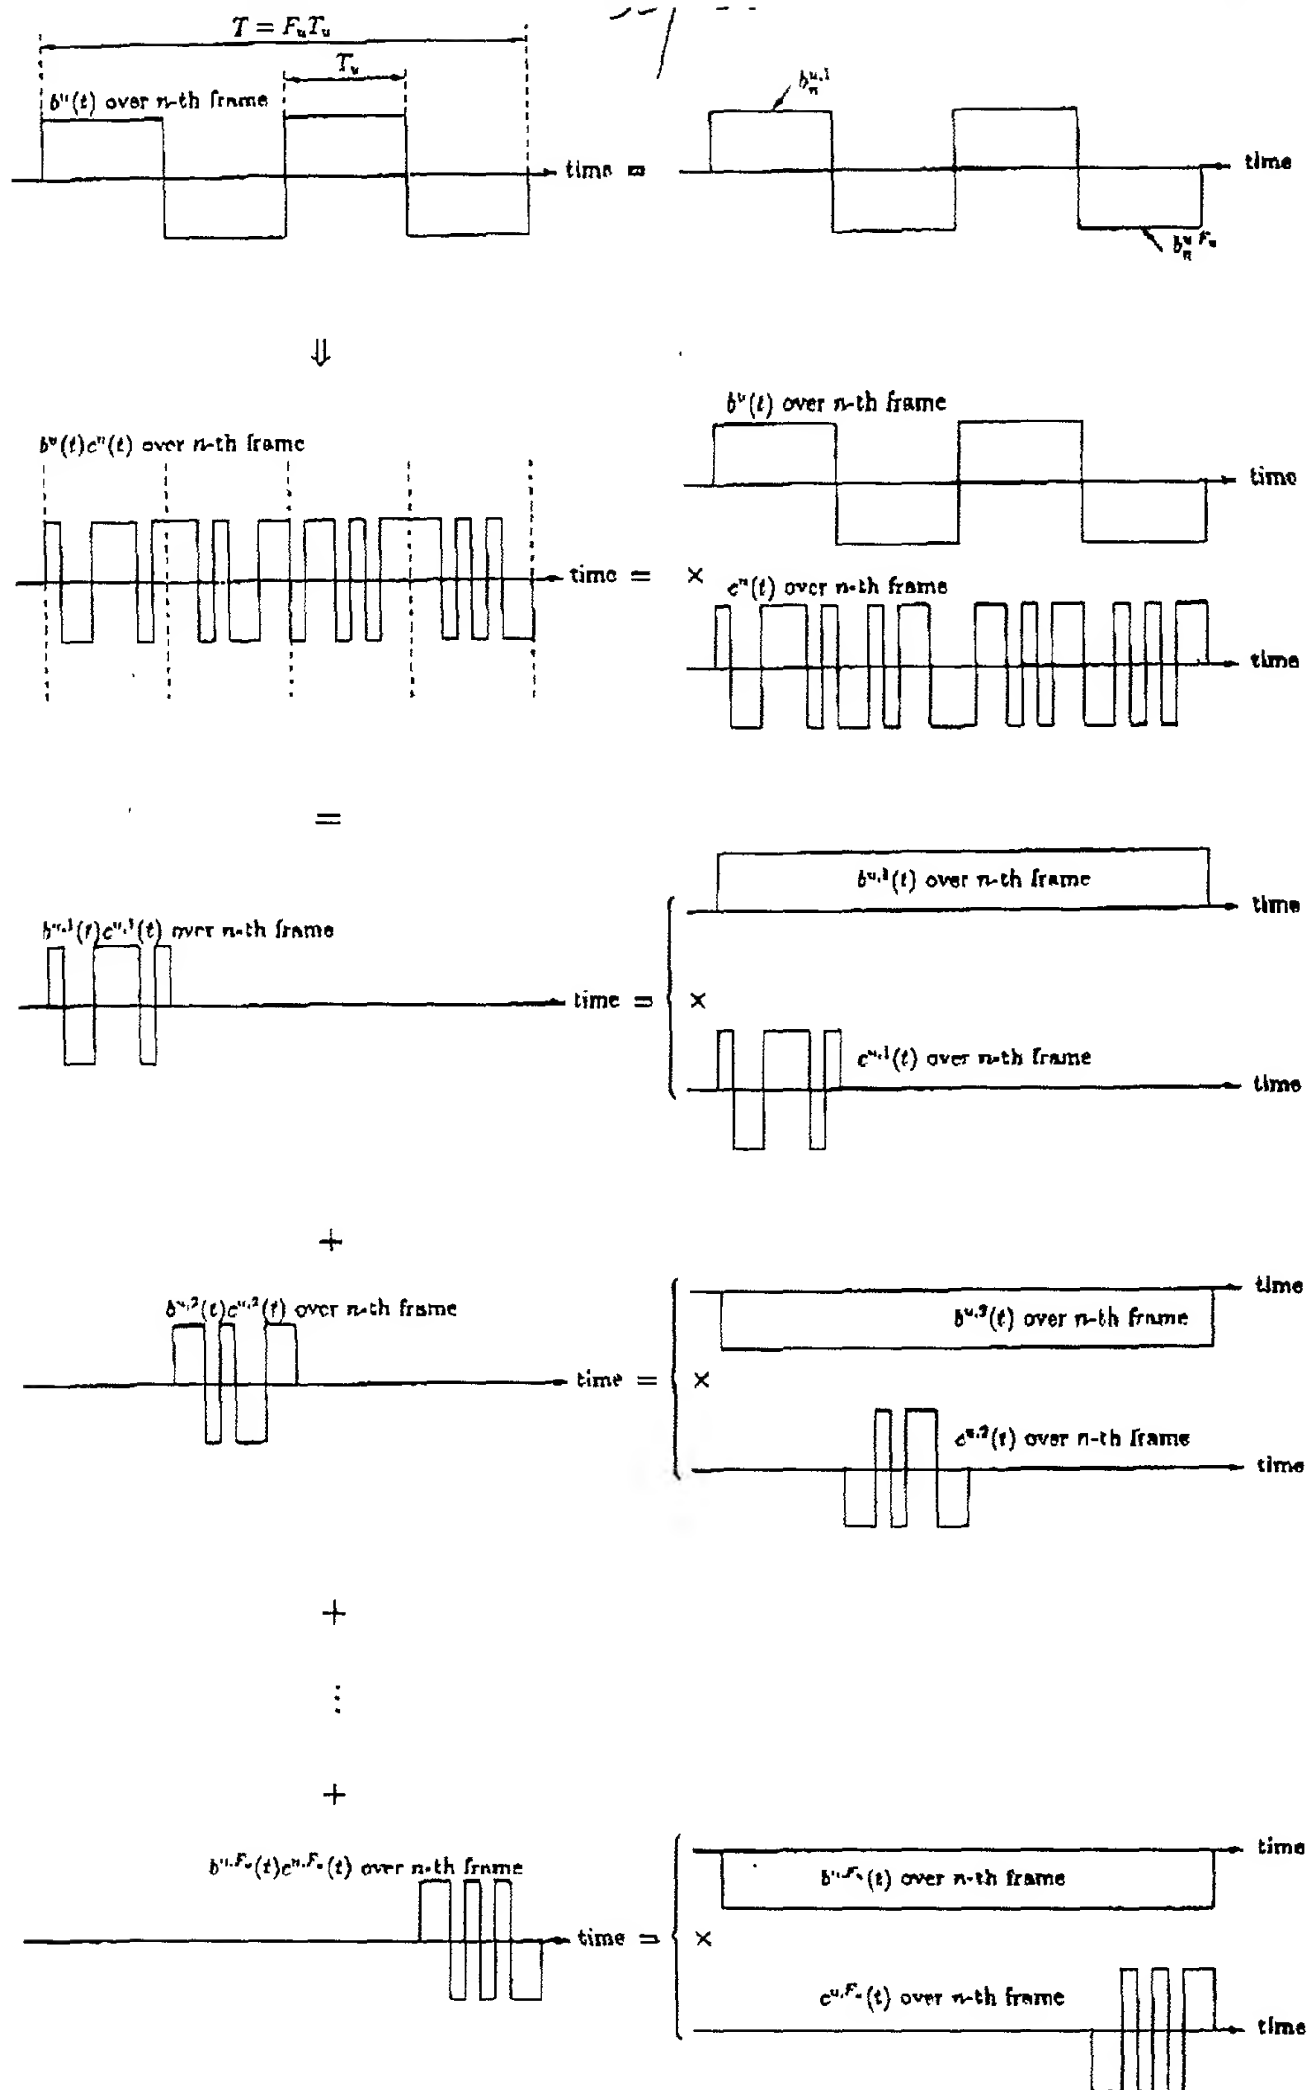 T = F_u T_u
T_u
b^u(t) over n-th frame
time =
b_n^{u,1}
time
b_n^{u F_u}
⇓
b^u(t)c^u(t) over n-th frame
time =
b^u(t) over n-th frame
time
×
c^u(t) over n-th frame
time
=
b^{u,1}(t)c^{u,1}(t) over n-th frame
time =
b^{u,1}(t) over n-th frame
time
×
c^{u,1}(t) over n-th frame
time
+
b^{u,2}(t)c^{u,2}(t) over n-th frame
time =
time
b^{u,2}(t) over n-th frame
×
c^{u,2}(t) over n-th frame
time
+
⋮
+
b^{u,F_u}(t)c^{u,F_u}(t) over n-th frame
time =
time
b^{u,F_u}(t) over n-th frame
×
c^{u,F_u}(t) over n-th frame
time